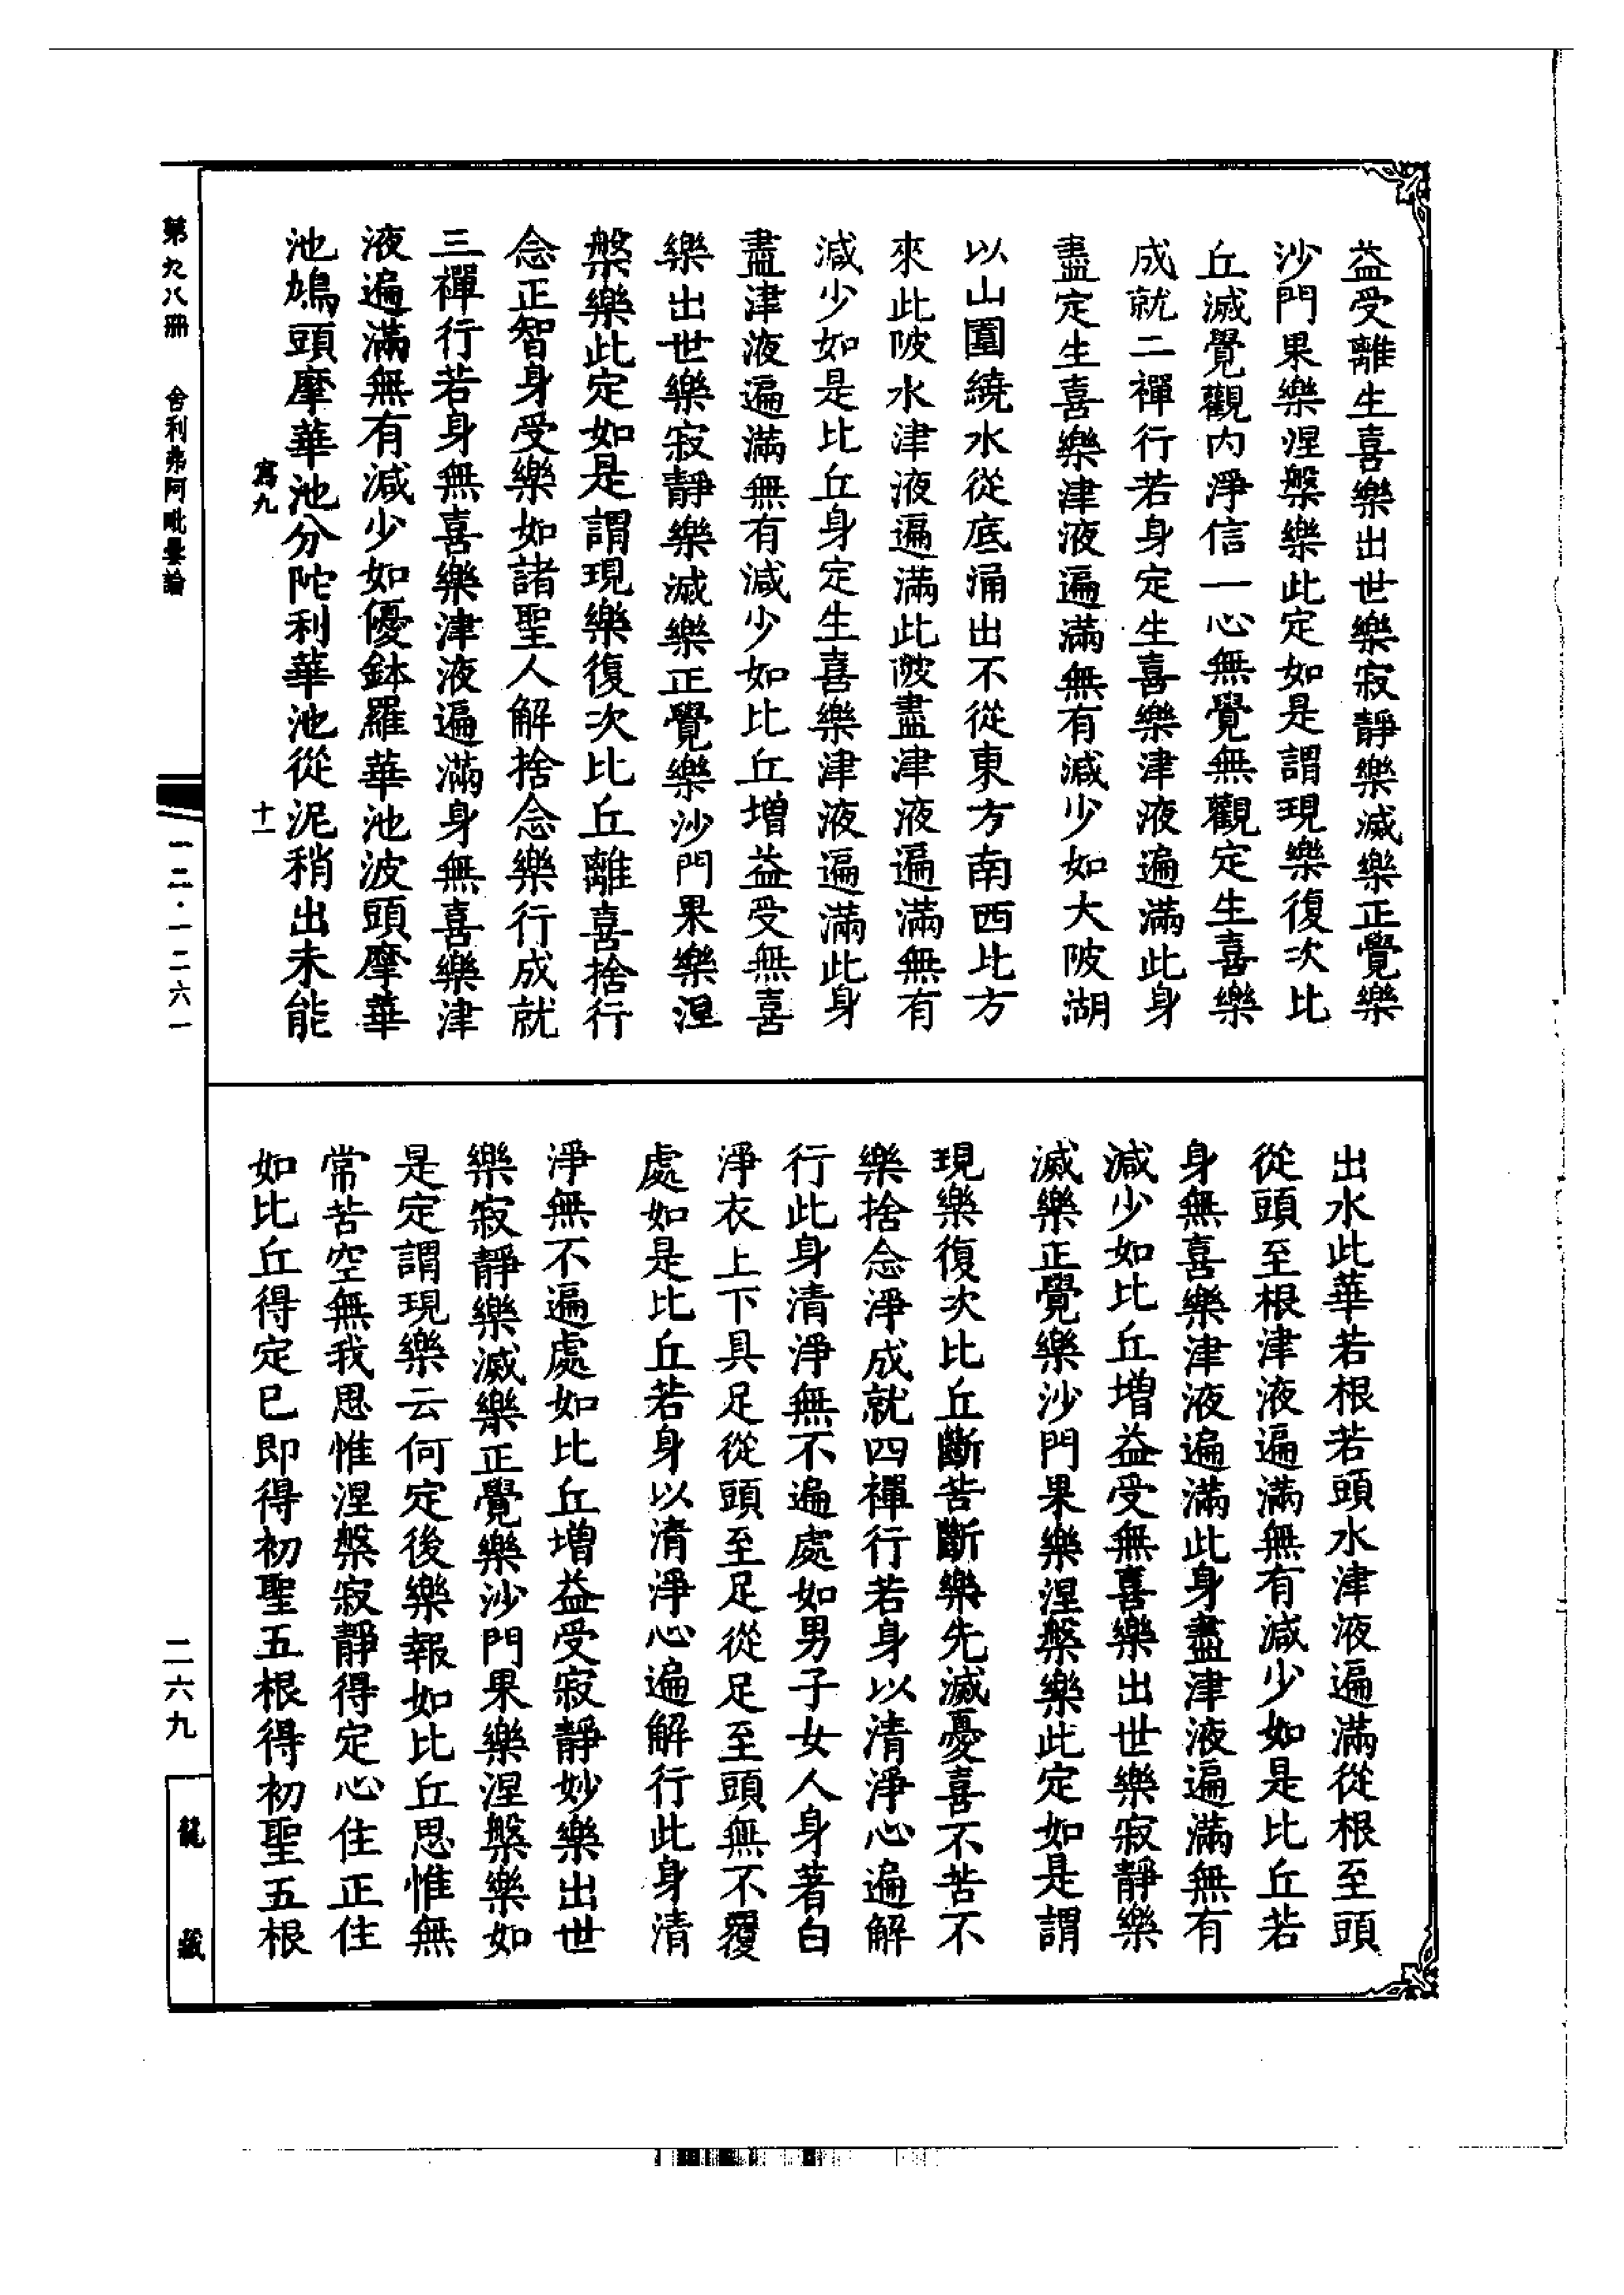 益受離生喜樂出世樂寂靜樂滅樂正覺樂
沙門果樂涅槃樂此定如是謂現樂復次比
丘滅覺觀內淨信一心無覺無觀定生喜樂
成就二禪行若身定生喜樂津液遍滿此身
盡定生喜樂津液遍滿無有減少如大陂湖
以山圍繞水從底涌出不從東方南西比方
來此陂水津液遍滿此陂盡津液遍滿無有
減少如是比丘身定生喜樂津液遍滿此身
盡津液遍滿無有減少如比丘增益受無喜
樂出世樂寂靜樂滅樂正覺樂沙門果樂涅
槃樂此定如是謂現樂復次比丘離喜捨行
念正智身受樂如諸聖人解捨念樂行成就
三禪行若身無喜樂津液遍滿身無喜樂津
液遍滿無有減少如優鉢羅華池波頭摩華
池鳩頭摩華池分陀利華池從泥稍出未能
寫九 十一
出水此華若根若頭水津液遍滿從根至頭
從頭至根津液遍滿無有減少如是比丘若
身無喜樂津液遍滿此身盡津液遍滿無有
減少如比丘增益受無喜樂出世樂寂靜樂
滅樂正覺樂沙門果樂涅槃樂此定如是謂
現樂復次比丘斷苦斷樂先滅憂喜不苦不
樂捨念淨成就四禪行若身以清淨心遍解
行此身清淨無不遍處如男子女人身著白
淨衣上下具足從頭至足從足至頭無不覆
處如是比丘若身以清淨心遍解行此身清
淨無不遍處如比丘增益受寂靜妙樂出世
樂寂靜樂滅樂正覺樂沙門果樂涅槃樂如
是定謂現樂云何定後樂報如比丘思惟無
常苦空無我思惟涅槃寂靜得定心住正住
如比丘得定已即得初聖五根得初聖五根
第九八冊 舍利弗阿毗曇論
一二·一二六一
二六九
龍藏